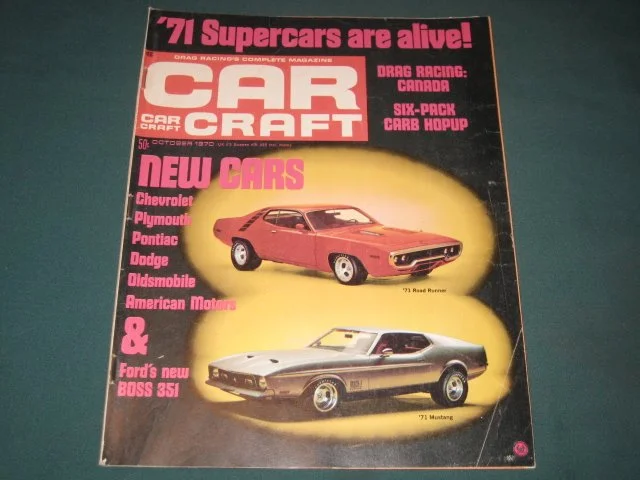 '71 Supercars are alive!
DRAG RACING'S COMPLETE MAGAZINE
CAR
CAR
CRAFT
CRAFT
50c OCTOBER 1970
DRAG RACING:
CANADA
SIX-PACK
CARB HOPUP
NEW CARS
Chevrolet
Plymouth
Pontiac
Dodge
Oldsmobile
American Motors
&
Ford's new
BOSS 351
'71 Road Runner
'71 Mustang